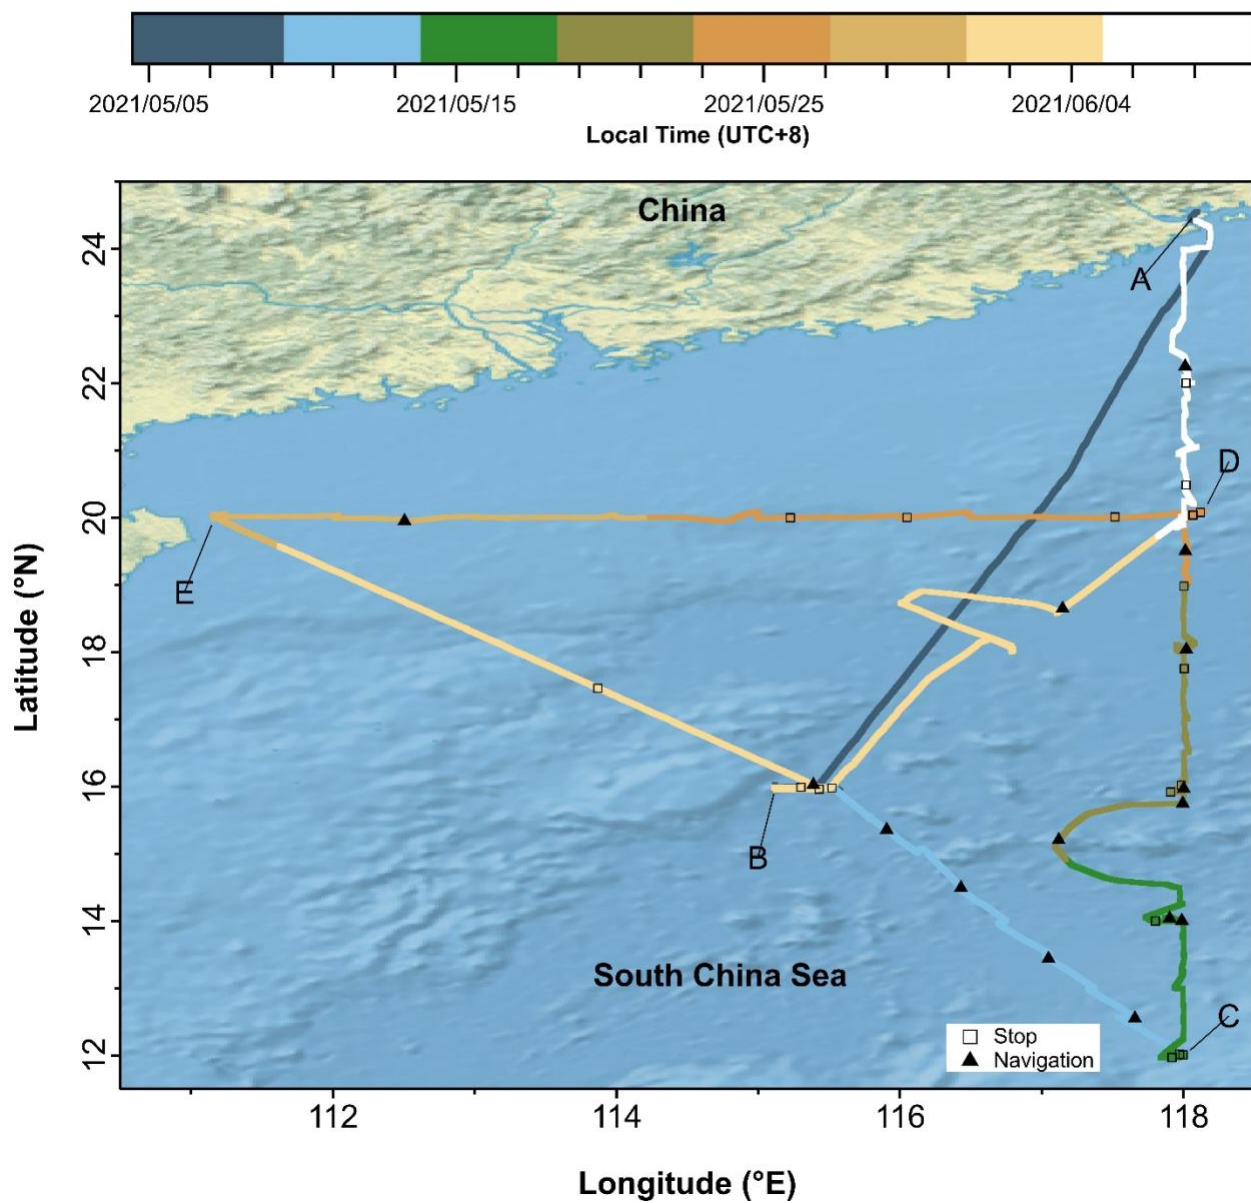 2021/05/05 2021/05/15 2021/05/25 2021/06/04
Local Time (UTC+8)
China
24
A
22
D
20
E
Latitude (°N)
18
16
B
14
South China Sea
C
Stop
12
Navigation
112 114 116 118
Longitude (°E)